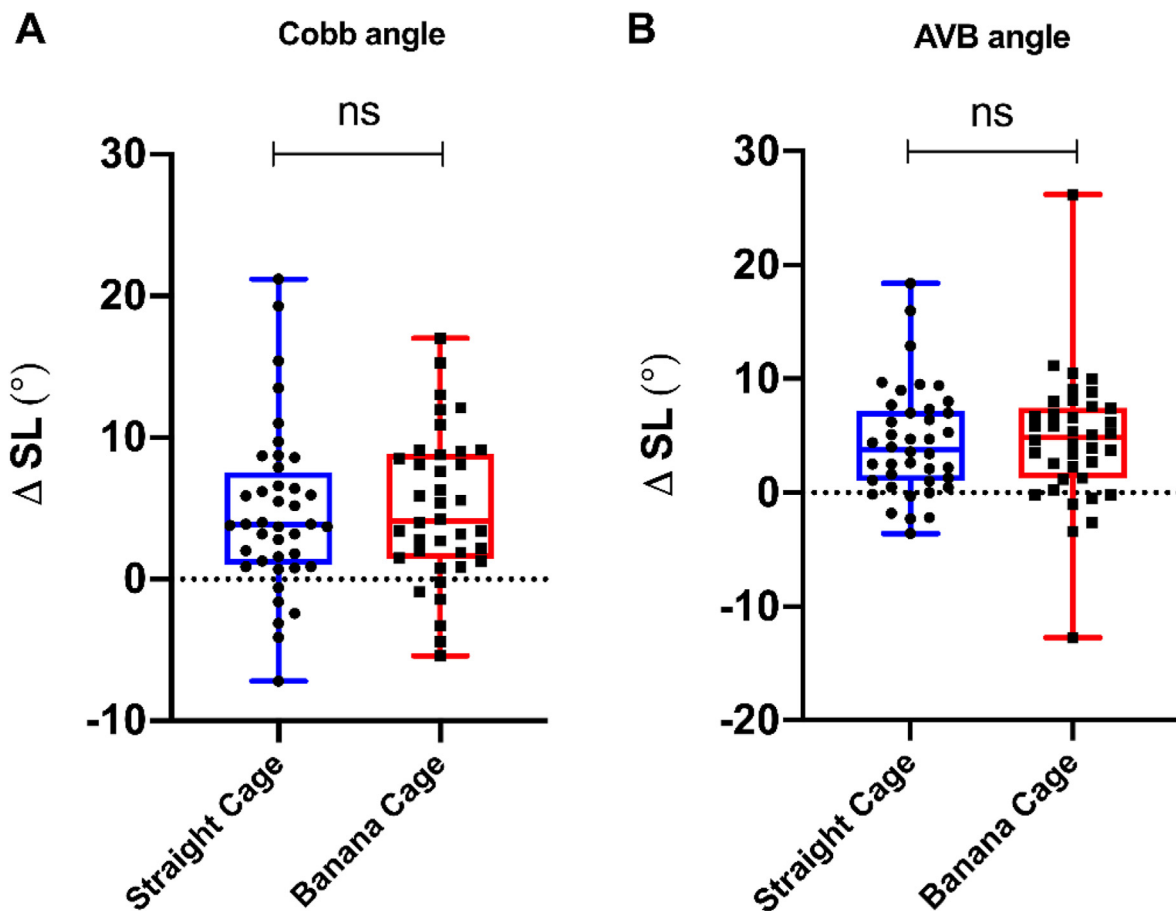 A
Cobb angle
ns
30
20
10
0
-10
Δ SL (°)
Straight Cage
Banana Cage
B
AVB angle
ns
30
20
10
0
-10
-20
Δ SL (°)
Straight Cage
Banana Cage